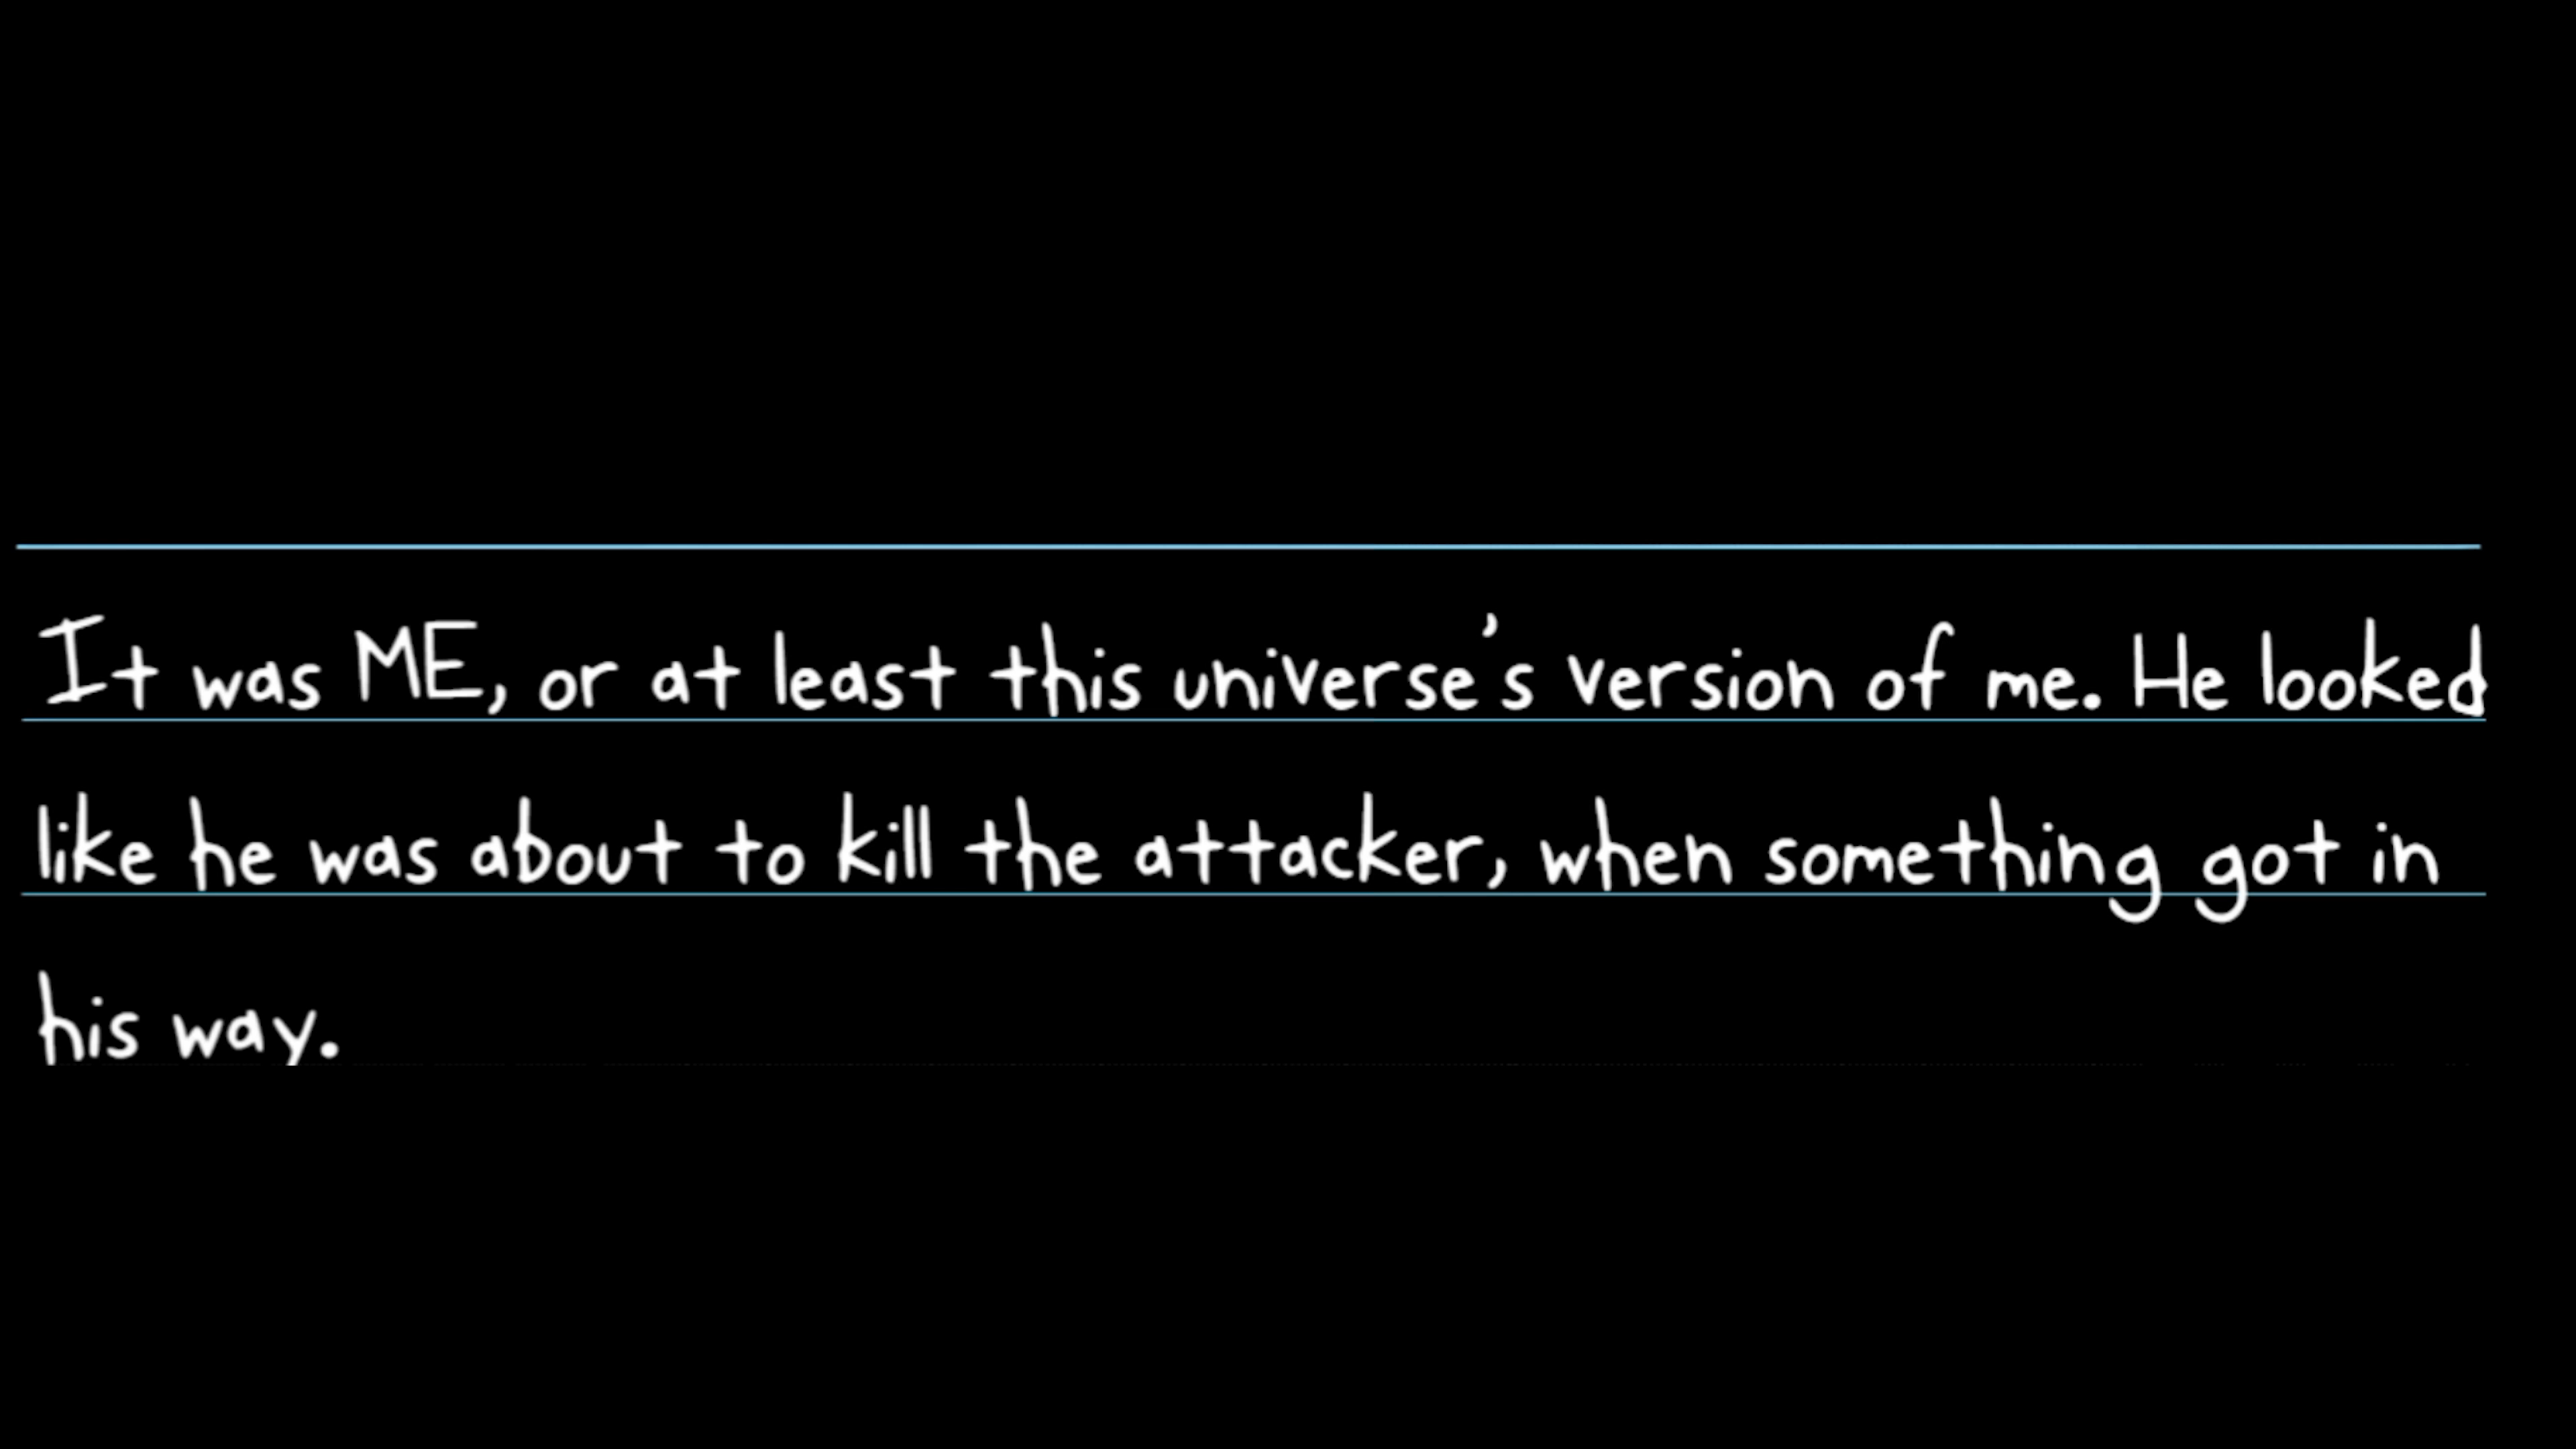 It was ME, or at least this universe's version of me. He looked
like he was about to kill the attacker, when something got in
his way.